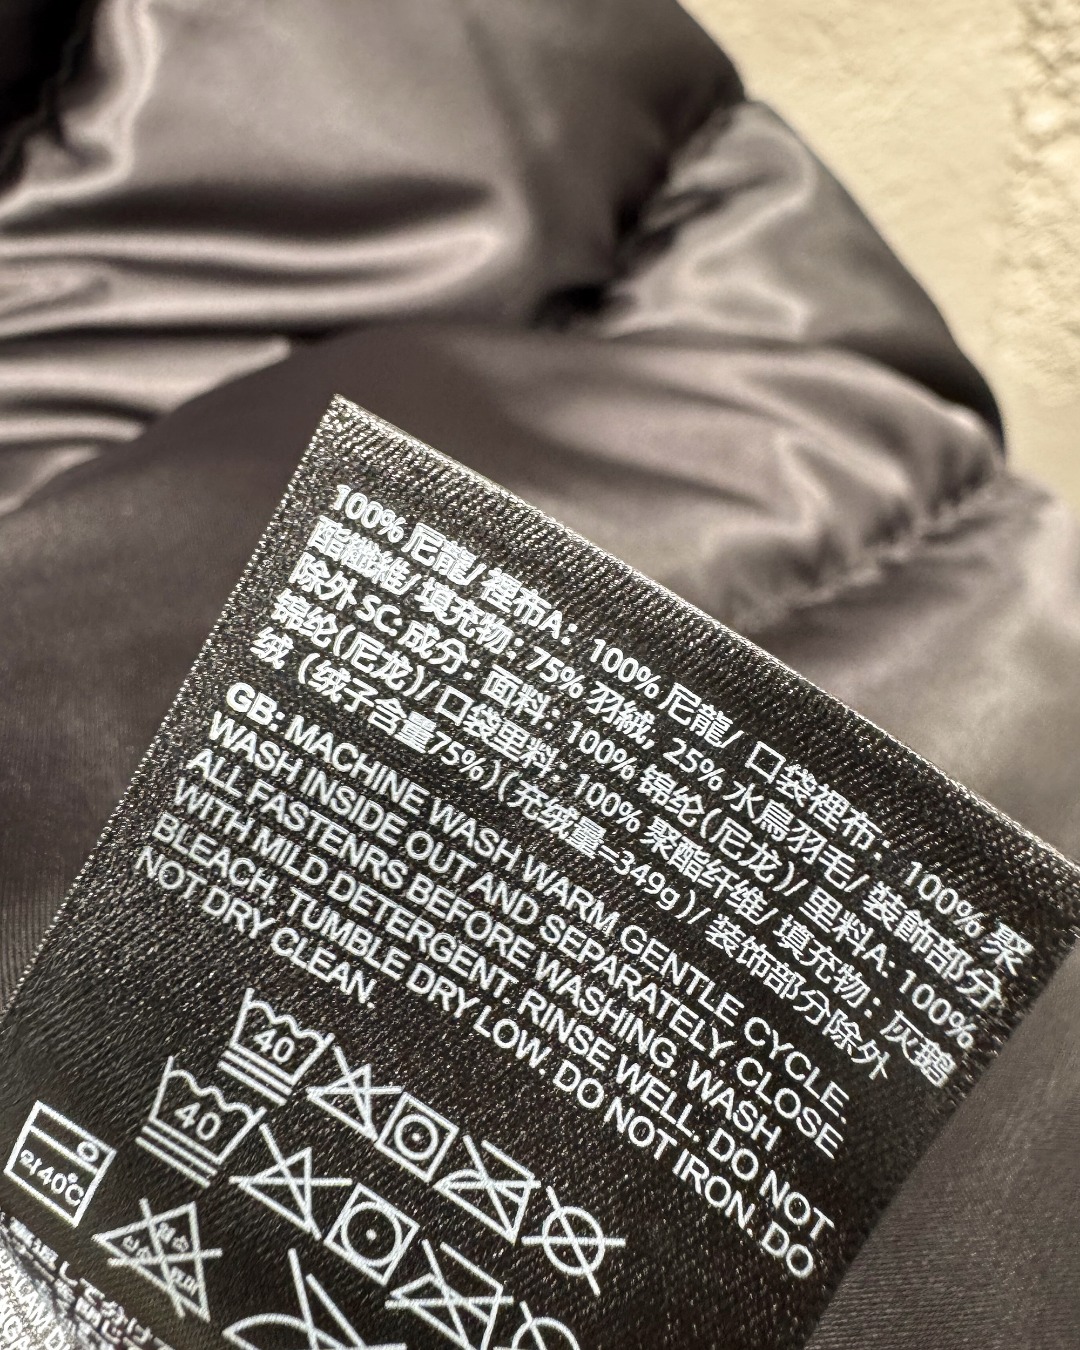 100% 尼龍/ 裡布A: 100% 尼龍/ 口袋裡布: 100% 聚
酯纖維/ 填充物: 75% 羽絨, 25% 水鳥羽毛/ 裝飾部分
除外 SC: 成分: 面料: 100% 锦纶(尼龙)/ 里料A: 100%
锦纶(尼龙)/ 口袋里料: 100% 聚酯纤维/ 填充物: 灰鹅
绒 (绒子含量75%)(充绒量=349g)/ 装饰部分除外
GB: MACHINE WASH WARM GENTLE CYCLE.
WASH INSIDE OUT AND SEPARATELY. CLOSE
ALL FASTENRS BEFORE WASHING. WASH
WITH MILD DETERGENT. RINSE WELL. DO NOT
BLEACH. TUMBLE DRY LOW. DO NOT IRON. DO
NOT DRY CLEAN.
40
40
약40℃